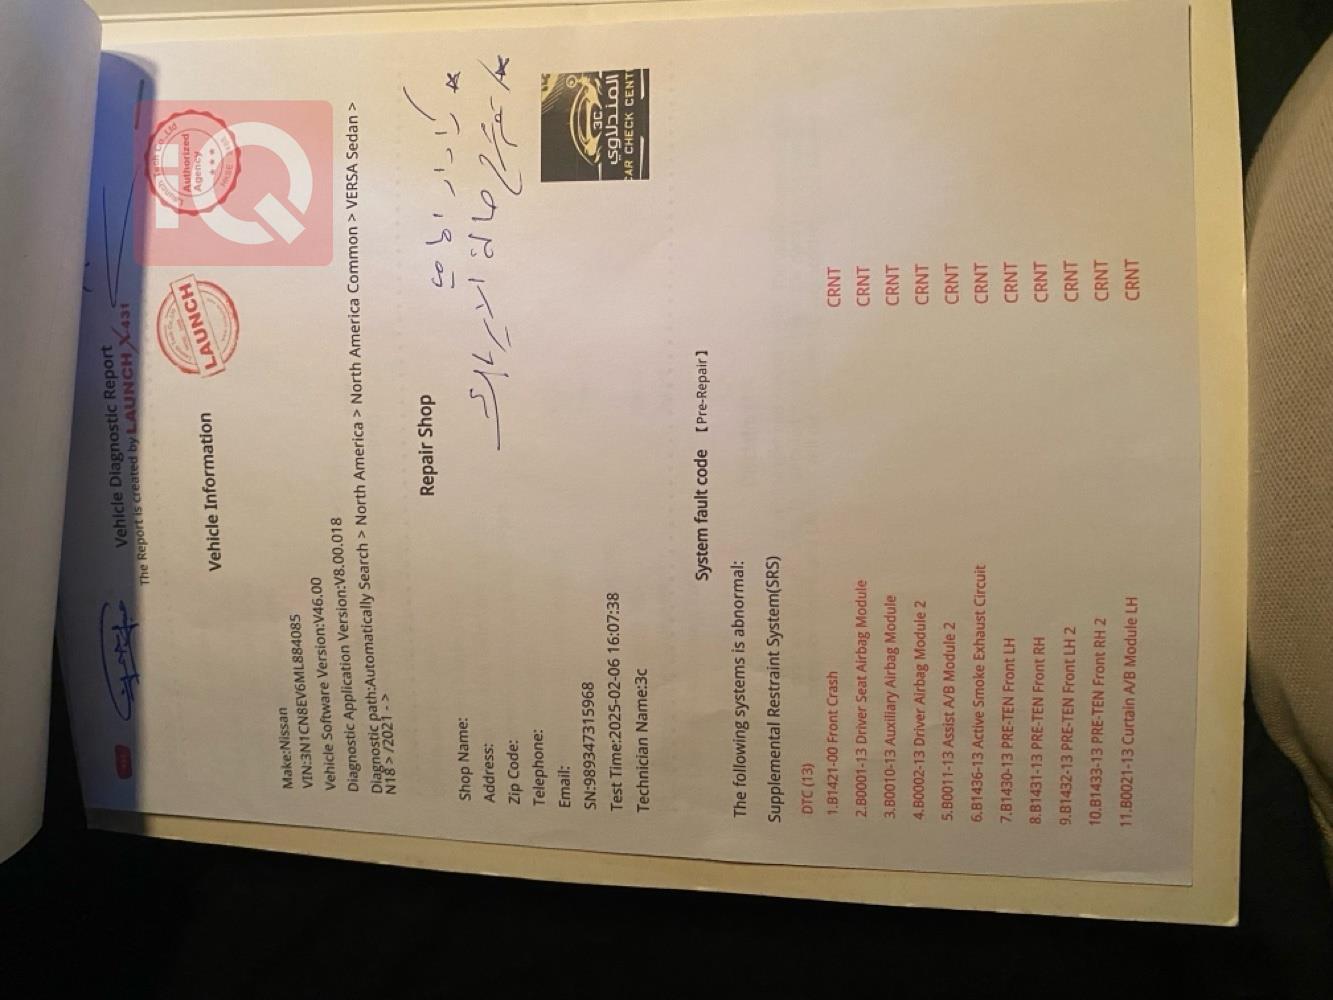 Vehicle Diagnostic Report
The Report is created by LAUNCH X-431
LAUNCH
Launch Tech Co.,Ltd
Authorized
Agency
iQ
Vehicle Information
Make:Nissan
VIN:3N1CN8EV6ML884085
Vehicle Software Version:V46.00
Diagnostic Application Version:V8.00.018
Diagnostic path:Automatically Search > North America > North America Common > VERSA Sedan >
N18 > /2021 - >
Repair Shop
Shop Name:
Address:
Zip Code:
Telephone:
Email:
SN:989347315968
Test Time:2025-02-06 16:07:38
Technician Name:3c
3C
المندلاوي
CAR CHECK CENT
System fault code 【Pre-Repair】
The following systems is abnormal:
Supplemental Restraint System(SRS)
DTC (13)
1.B1421-00 Front Crash CRNT
2.B0001-13 Driver Seat Airbag Module CRNT
3.B0010-13 Auxiliary Airbag Module CRNT
4.B0002-13 Driver Airbag Module 2 CRNT
5.B0011-13 Assist A/B Module 2 CRNT
6.B1436-13 Active Smoke Exhaust Circuit CRNT
7.B1430-13 PRE-TEN Front LH CRNT
8.B1431-13 PRE-TEN Front RH CRNT
9.B1432-13 PRE-TEN Front LH 2 CRNT
10.B1433-13 PRE-TEN Front RH 2 CRNT
11.B0021-13 Curtain A/B Module LH CRNT